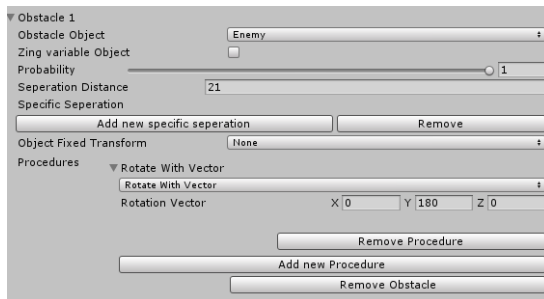 Obstacle 1
Obstacle Object Enemy
Zing variable Object
Probability 1
Seperation Distance 21
Specific Seperation
Add new specific seperation Remove
Object Fixed Transform None
Procedures Rotate With Vector
Rotate With Vector
Rotation Vector X 0 Y 180 Z 0
Remove Procedure
Add new Procedure
Remove Obstacle